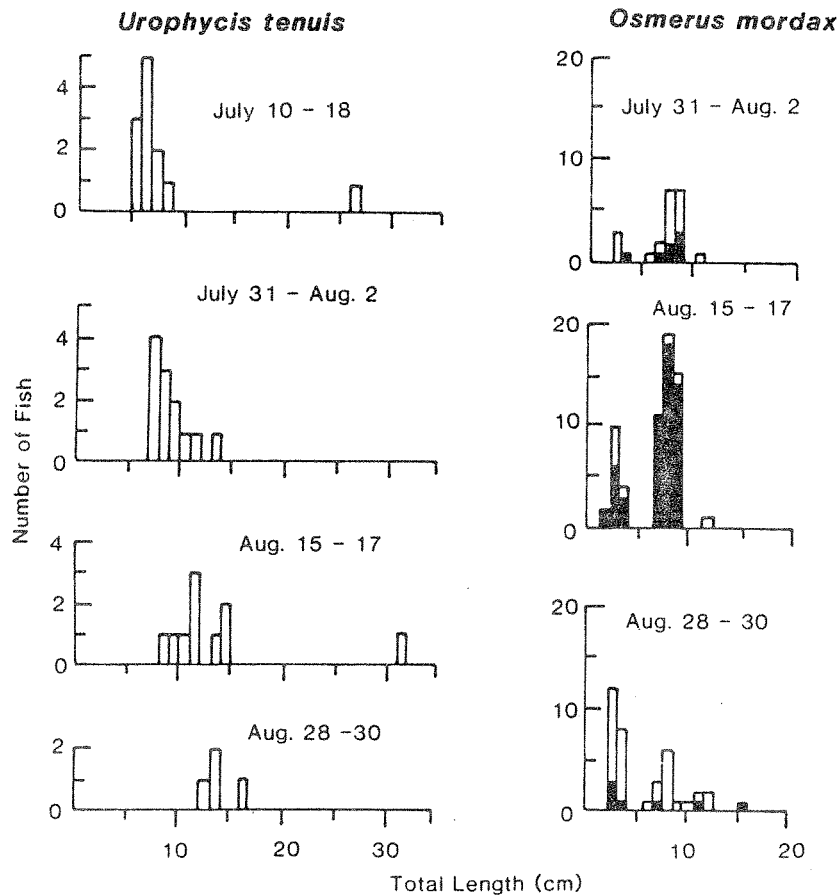 Urophycis tenuis
Osmerus mordax
4
2
0
July 10 - 18
20
10
0
July 31 - Aug. 2
July 31 - Aug. 2
4
2
0
Aug. 15 - 17
20
10
0
Number of Fish
Aug. 15 - 17
4
2
0
Aug. 28 - 30
20
10
0
10
20
Aug. 28 -30
2
0
10
20
30
Total Length (cm)